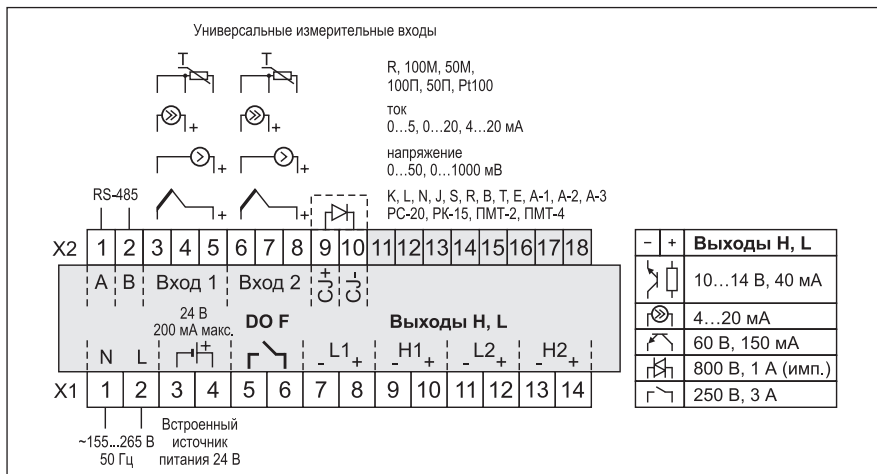 Универсальные измерительные входы
T
T
R, 100М, 50М,
100П, 50П, Pt100
ток
0...5, 0...20, 4...20 мА
+
+
напряжение
0...50, 0...1000 мВ
+
+
K, L, N, J, S, R, B, T, E, A-1, A-2, A-3
РС-20, РК-15, ПМТ-2, ПМТ-4
+
+
RS-485
X2 1 2 3 4 5 6 7 8 9 10 11 12 13 14 15 16 17 18
A B Вход 1 Вход 2 CJ+ CJ-
24 В
200 мА макс.
DO F
Выходы H, L
N L
+
- L1 + - H1 + - L2 + - H2 +
X1 1 2 3 4 5 6 7 8 9 10 11 12 13 14
~155...265 В
50 Гц
Встроенный
источник
питания 24 В
- + Выходы H, L
10...14 В, 40 мА
4...20 мА
60 В, 150 мА
800 В, 1 А (имп.)
250 В, 3 А